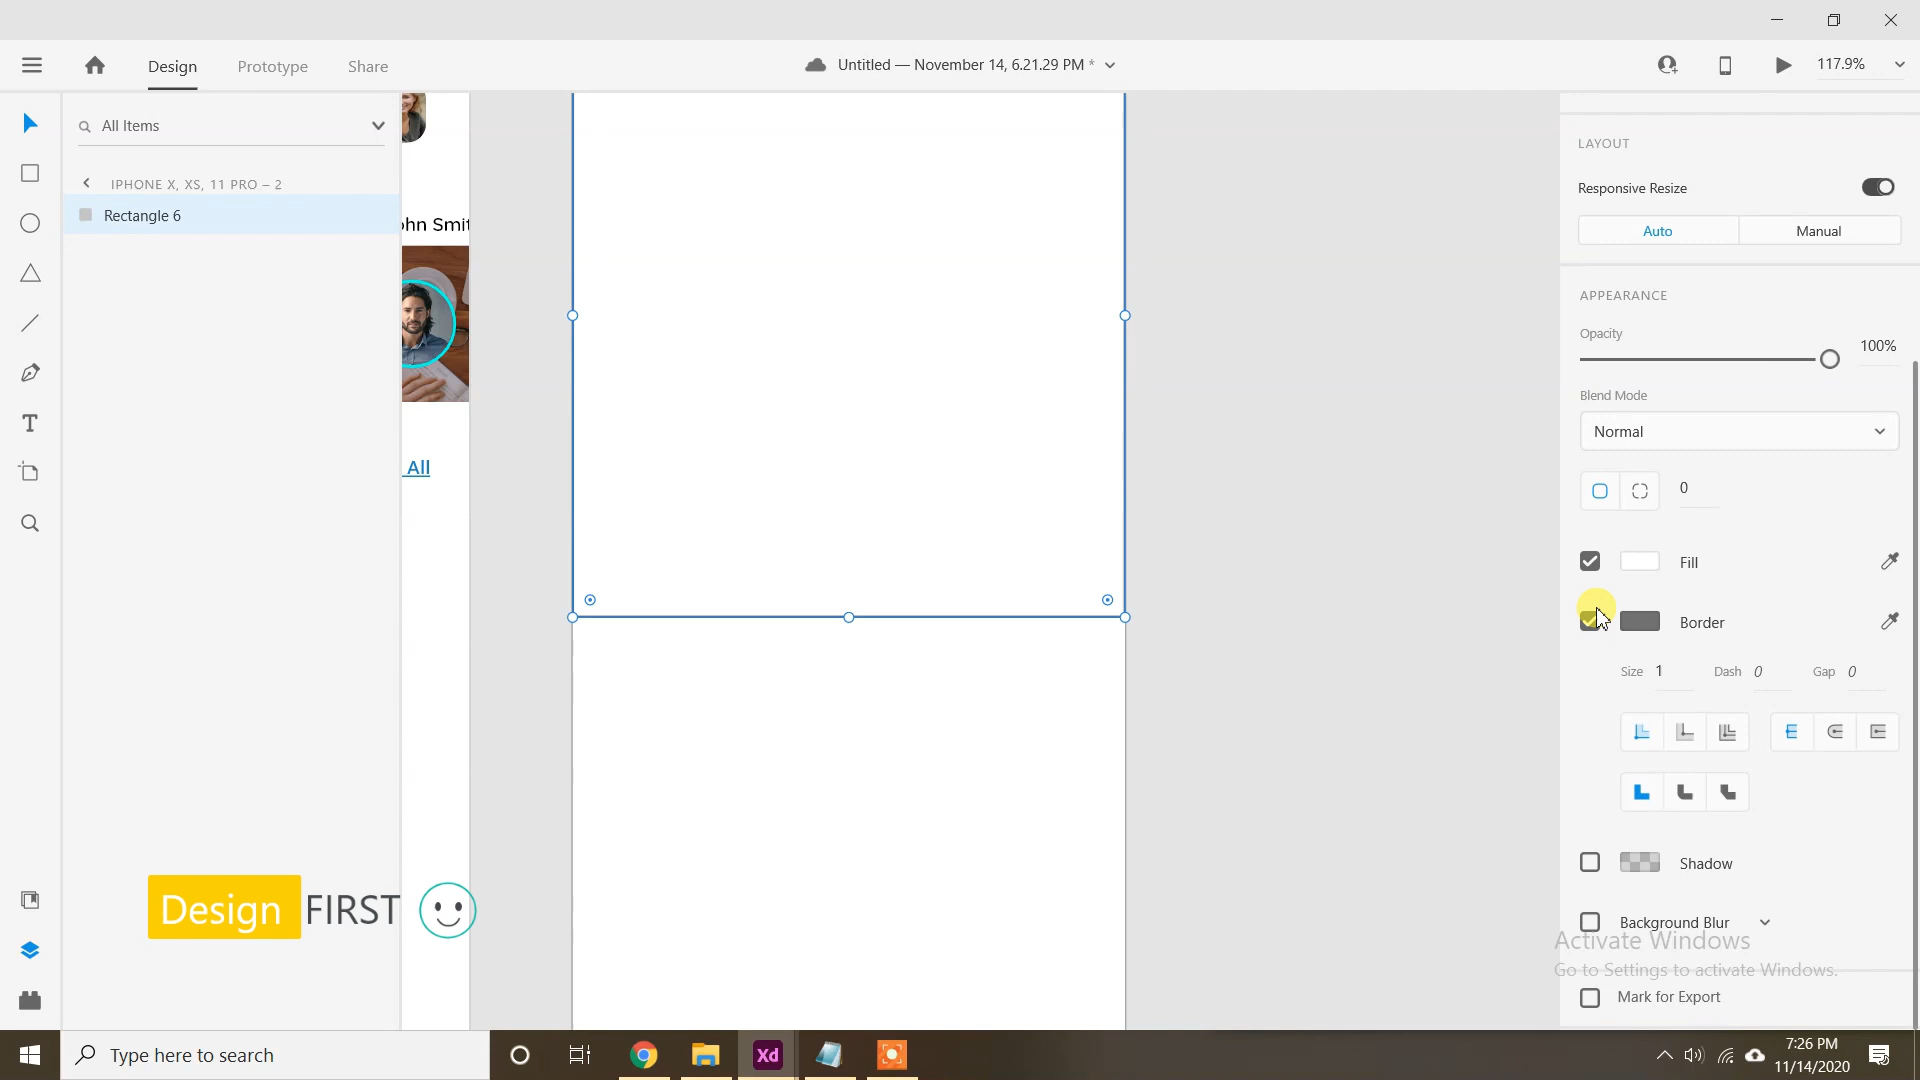 Design
Prototype
Share
Untitled — November 14, 6.21.29 PM *
117.9%
All Items
IPHONE X, XS, 11 PRO – 2
Rectangle 6
ohn Smit
All
LAYOUT
Responsive Resize
Auto
Manual
APPEARANCE
Opacity
100%
Blend Mode
Normal
0
Fill
Border
Size 1
Dash 0
Gap 0
Shadow
Background Blur
Activate Windows
Go to Settings to activate Windows.
Mark for Export
Design FIRST
Type here to search
Xd
7:26 PM
11/14/2020